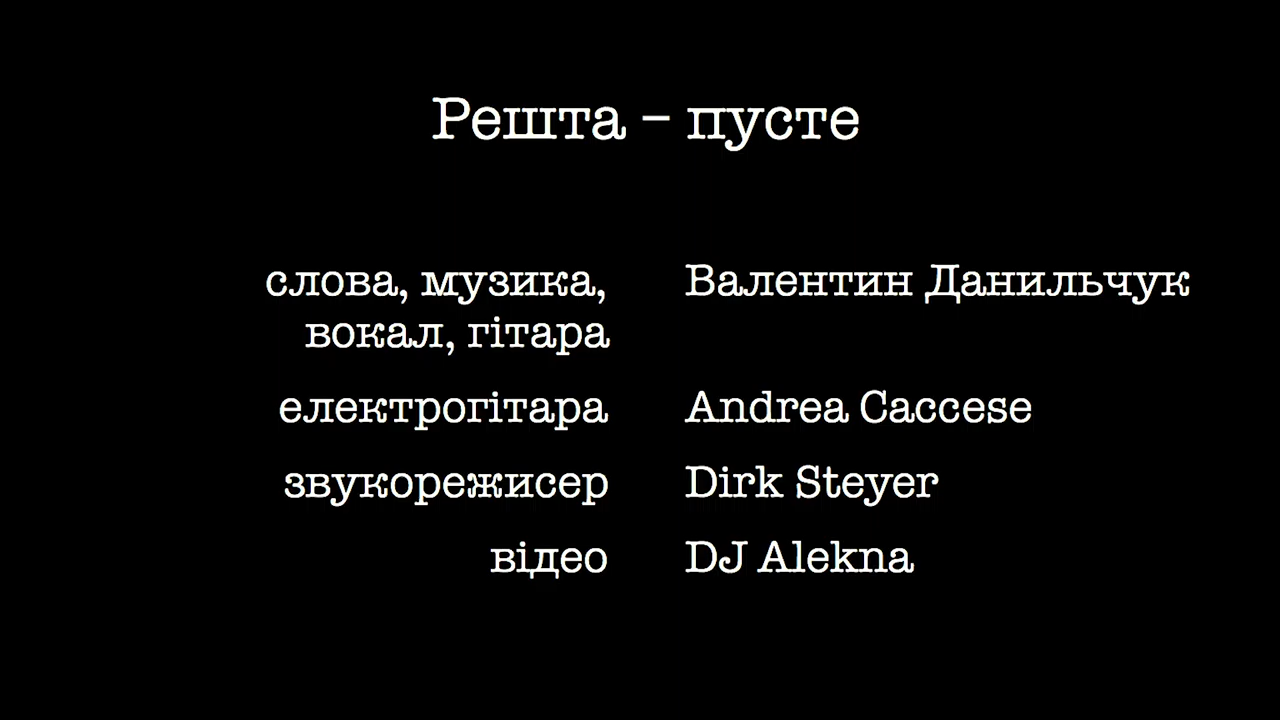 Решта – пусте
слова, музика, Валентин Данильчук
вокал, гітара
електрогітара Andrea Caccese
звукорежисер Dirk Steyer
відео DJ Alekna